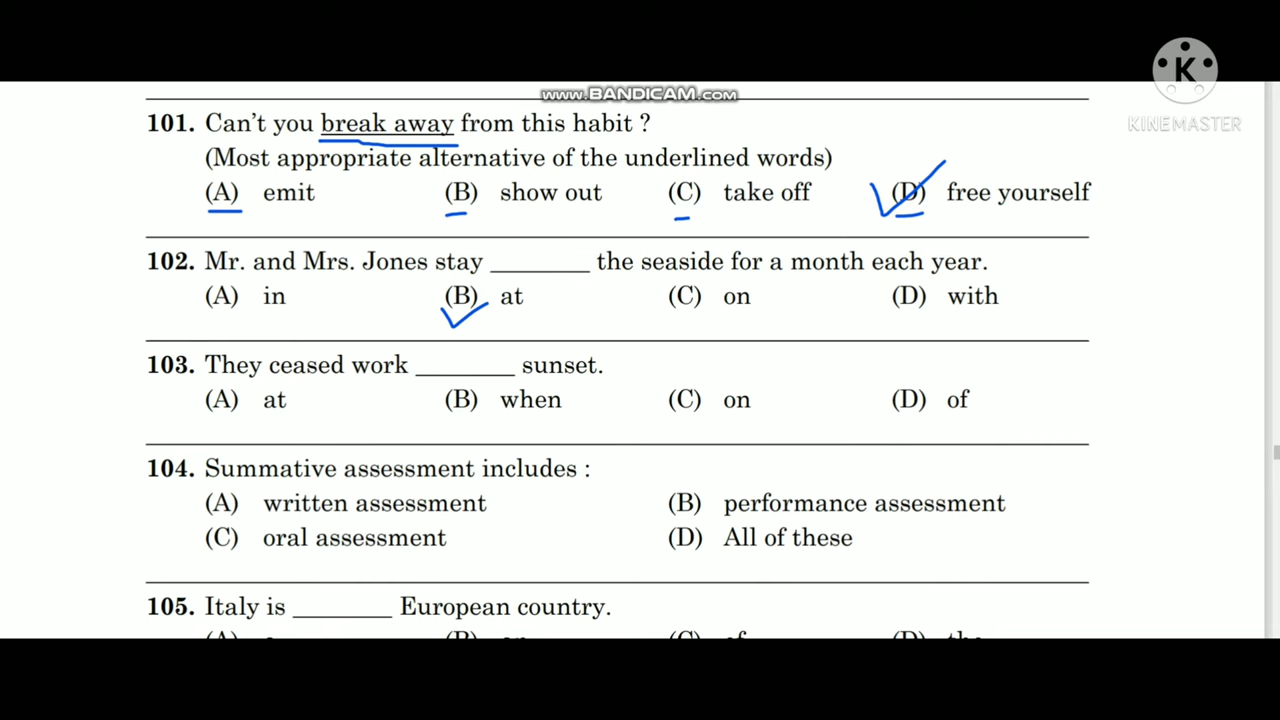 www.BANDICAM.com
K
KINEMASTER
101. Can't you break away from this habit ?
(Most appropriate alternative of the underlined words)
(A) emit (B) show out (C) take off (D) free yourself
102. Mr. and Mrs. Jones stay ________ the seaside for a month each year.
(A) in (B) at (C) on (D) with
103. They ceased work ________ sunset.
(A) at (B) when (C) on (D) of
104. Summative assessment includes :
(A) written assessment (B) performance assessment
(C) oral assessment (D) All of these
105. Italy is ________ European country.